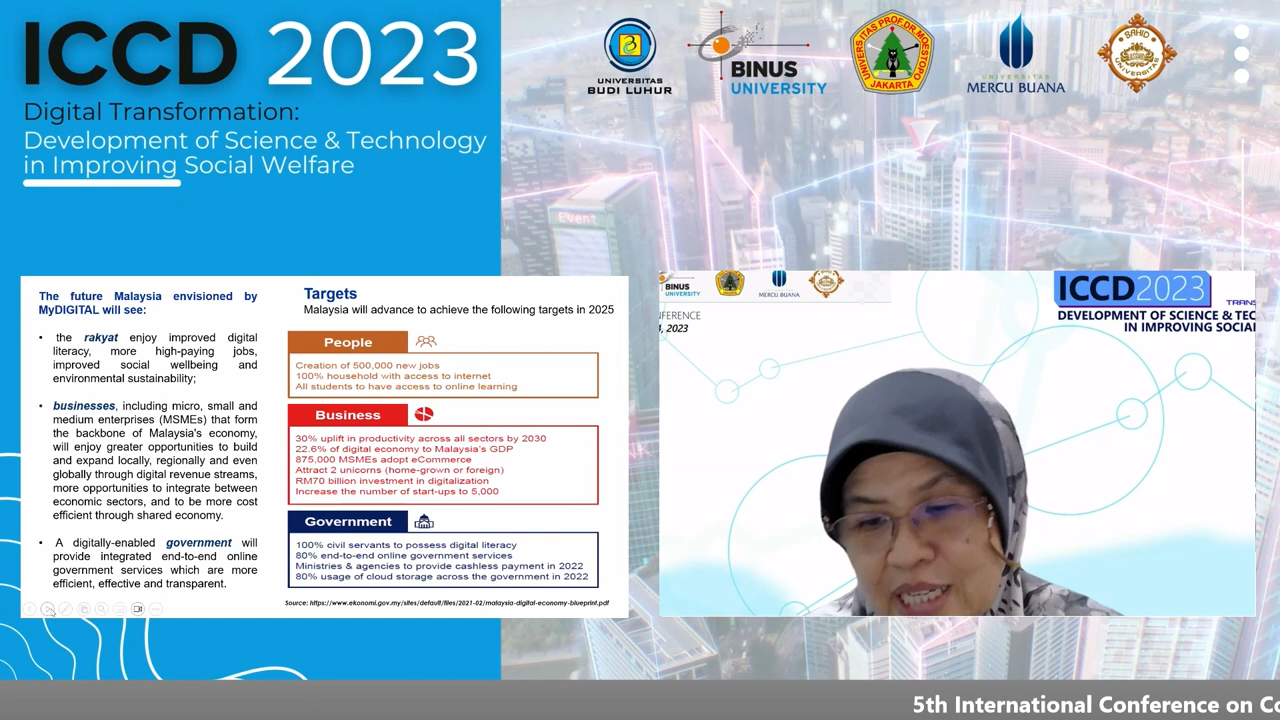 ICCD 2023
Digital Transformation:
Development of Science & Technology
in Improving Social Welfare
UNIVERSITAS
BUDI LUHUR
BINUS
UNIVERSITY
UNIVERSITAS PROF.DR.MOESTOPO
JAKARTA
UNIVERSITAS
MERCU BUANA
SAHID
UNIVERSITAS
Event
The future Malaysia envisioned by
MyDIGITAL will see:
• the rakyat enjoy improved digital
literacy, more high-paying jobs,
improved social wellbeing and
environmental sustainability;
• businesses, including micro, small and
medium enterprises (MSMEs) that form
the backbone of Malaysia's economy,
will enjoy greater opportunities to build
and expand locally, regionally and even
globally through digital revenue streams,
more opportunities to integrate between
economic sectors, and to be more cost
efficient through shared economy.
• A digitally-enabled government will
provide integrated end-to-end online
government services which are more
efficient, effective and transparent.
Targets
Malaysia will advance to achieve the following targets in 2025
People
Creation of 500,000 new jobs
100% household with access to internet
All students to have access to online learning
Business
30% uplift in productivity across all sectors by 2030
22.6% of digital economy to Malaysia's GDP
875,000 MSMEs adopt eCommerce
Attract 2 unicorns (home-grown or foreign)
RM70 billion investment in digitalization
Increase the number of start-ups to 5,000
Government
100% civil servants to possess digital literacy
80% end-to-end online government services
Ministries & agencies to provide cashless payment in 2022
80% usage of cloud storage across the government in 2022
Source: https://www.ekonomi.gov.my/sites/default/files/2021-02/malaysia-digital-economy-blueprint.pdf
BINUS
UNIVERSITY
MERCU BUANA
NFERENCE
, 2023
ICCD2023
TRANS
DEVELOPMENT OF SCIENCE & TEC
IN IMPROVING SOCIA
5th International Conference on Co